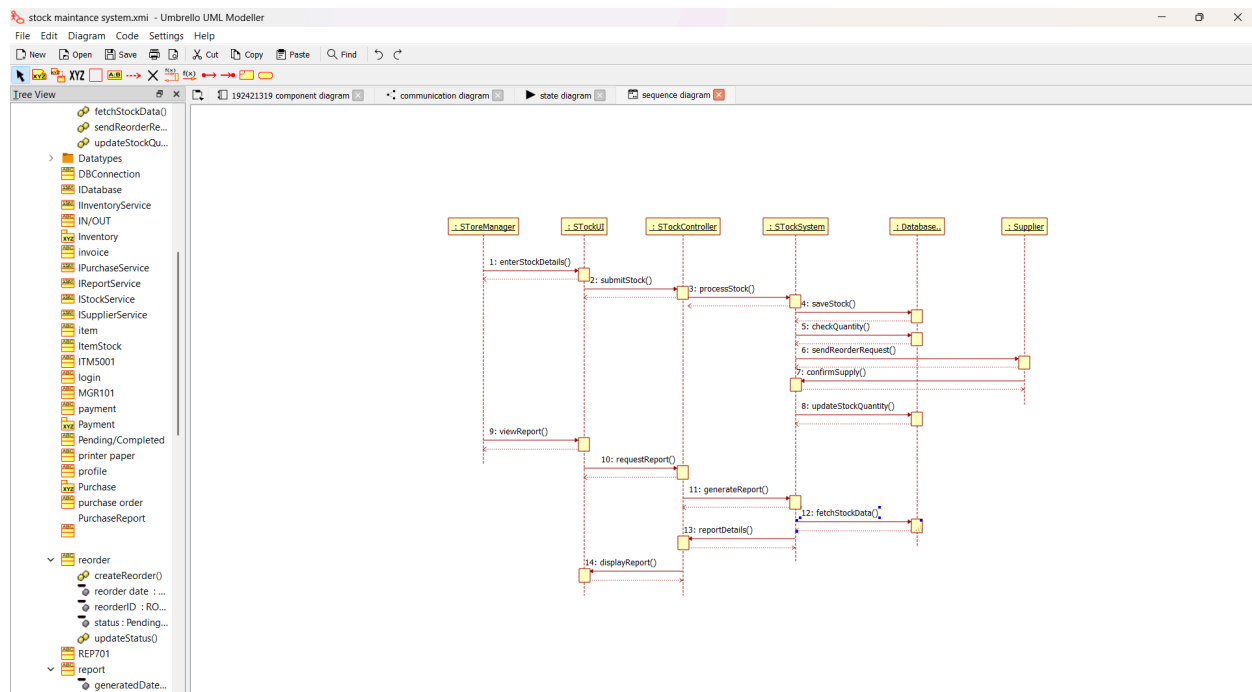 stock maintance system.xmi - Umbrello UML Modeller
File Edit Diagram Code Settings Help
New Open Save Cut Copy Paste Find
XYZ
Tree View
192421319 component diagram
communication diagram
state diagram
sequence diagram
fetchStockData()
sendReorderRe...
updateStockQu...
Datatypes
DBConnection
IDatabase
IInventoryService
IN/OUT
Inventory
invoice
IPurchaseService
IReportService
IStockService
ISupplierService
item
ItemStock
ITM5001
login
MGR101
payment
Payment
Pending/Completed
printer paper
profile
Purchase
purchase order
PurchaseReport
reorder
createReorder()
reorder date : ...
reorderID : RO...
status : Pending...
updateStatus()
REP701
report
generatedDate...
: SToreManager
: STockUI
: STockController
: STockSystem
: Database..
: Supplier
1: enterStockDetails()
2: submitStock()
3: processStock()
4: saveStock()
5: checkQuantity()
6: sendReorderRequest()
7: confirmSupply()
8: updateStockQuantity()
9: viewReport()
10: requestReport()
11: generateReport()
12: fetchStockData()
13: reportDetails()
14: displayReport()